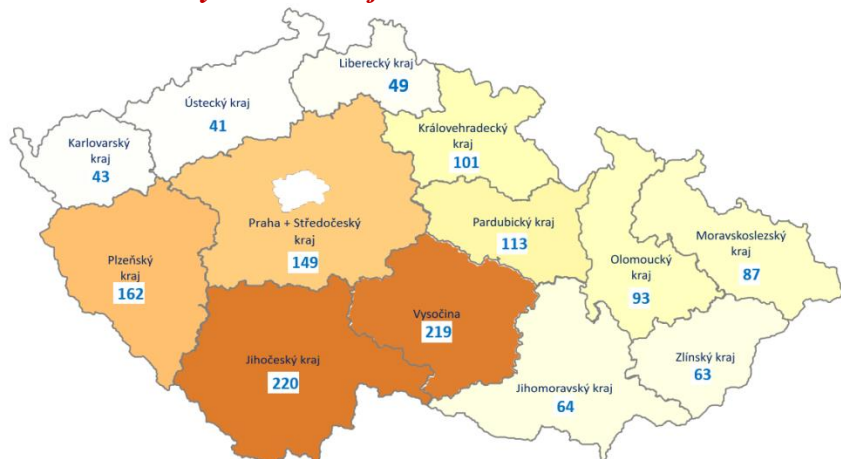 Liberecký kraj
49
Ústecký kraj
41
Karlovarský
kraj
43
Královehradecký
kraj
101
Praha + Středočeský
kraj
149
Pardubický kraj
113
Moravskoslezský
kraj
87
Plzeňský
kraj
162
Olomoucký
kraj
93
Vysočina
219
Jihočeský kraj
220
Zlínský kraj
63
Jihomoravský kraj
64